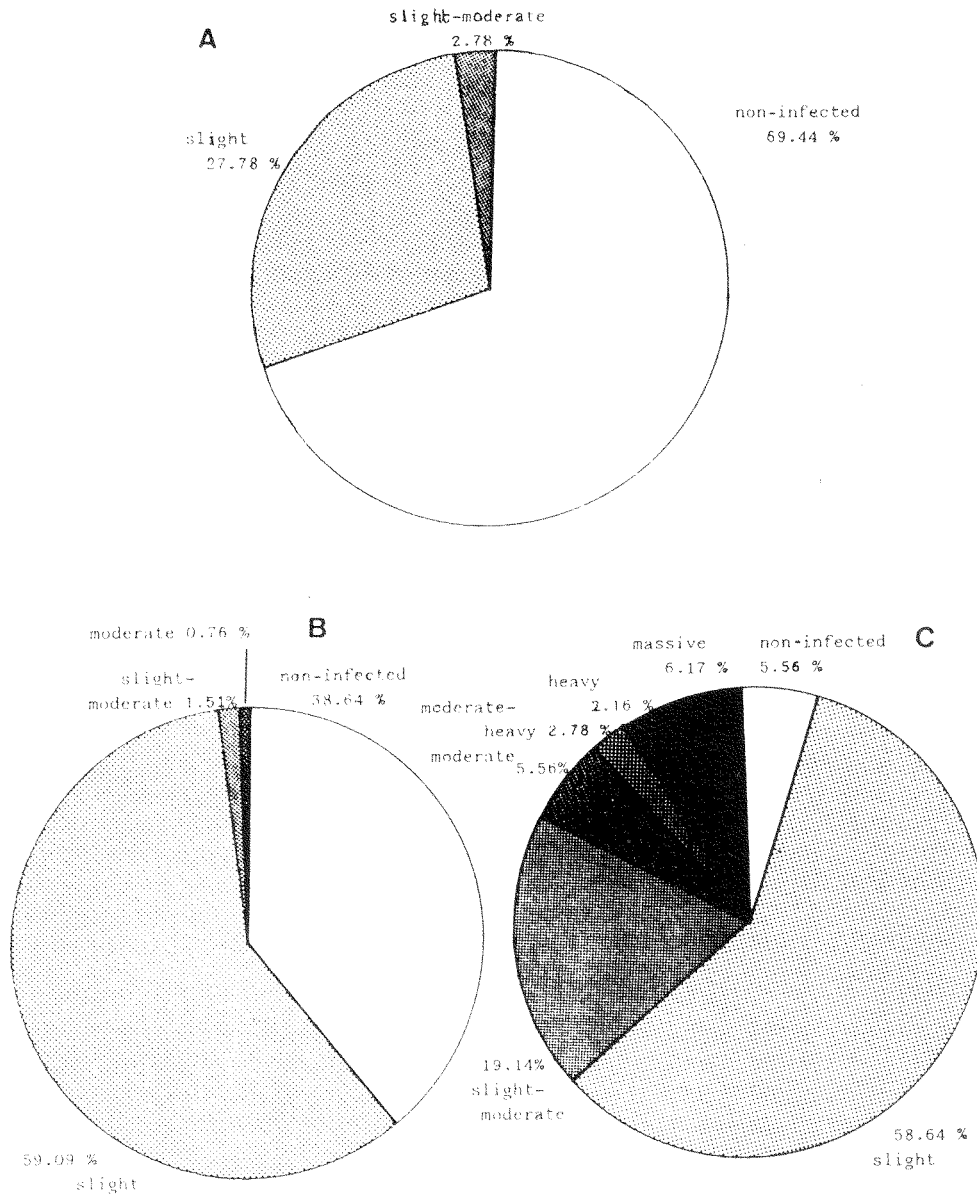 A
slight-moderate
2.78 %
non-infected
69.44 %
slight
27.78 %
B
moderate 0.76 %
slight-
moderate 1.51%
non-infected
38.64 %
59.09 %
slight
C
massive
6.17 %
non-infected
5.56 %
heavy
2.16 %
moderate-
heavy 2.78 %
moderate
5.56%
19.14%
slight-
moderate
58.64 %
slight